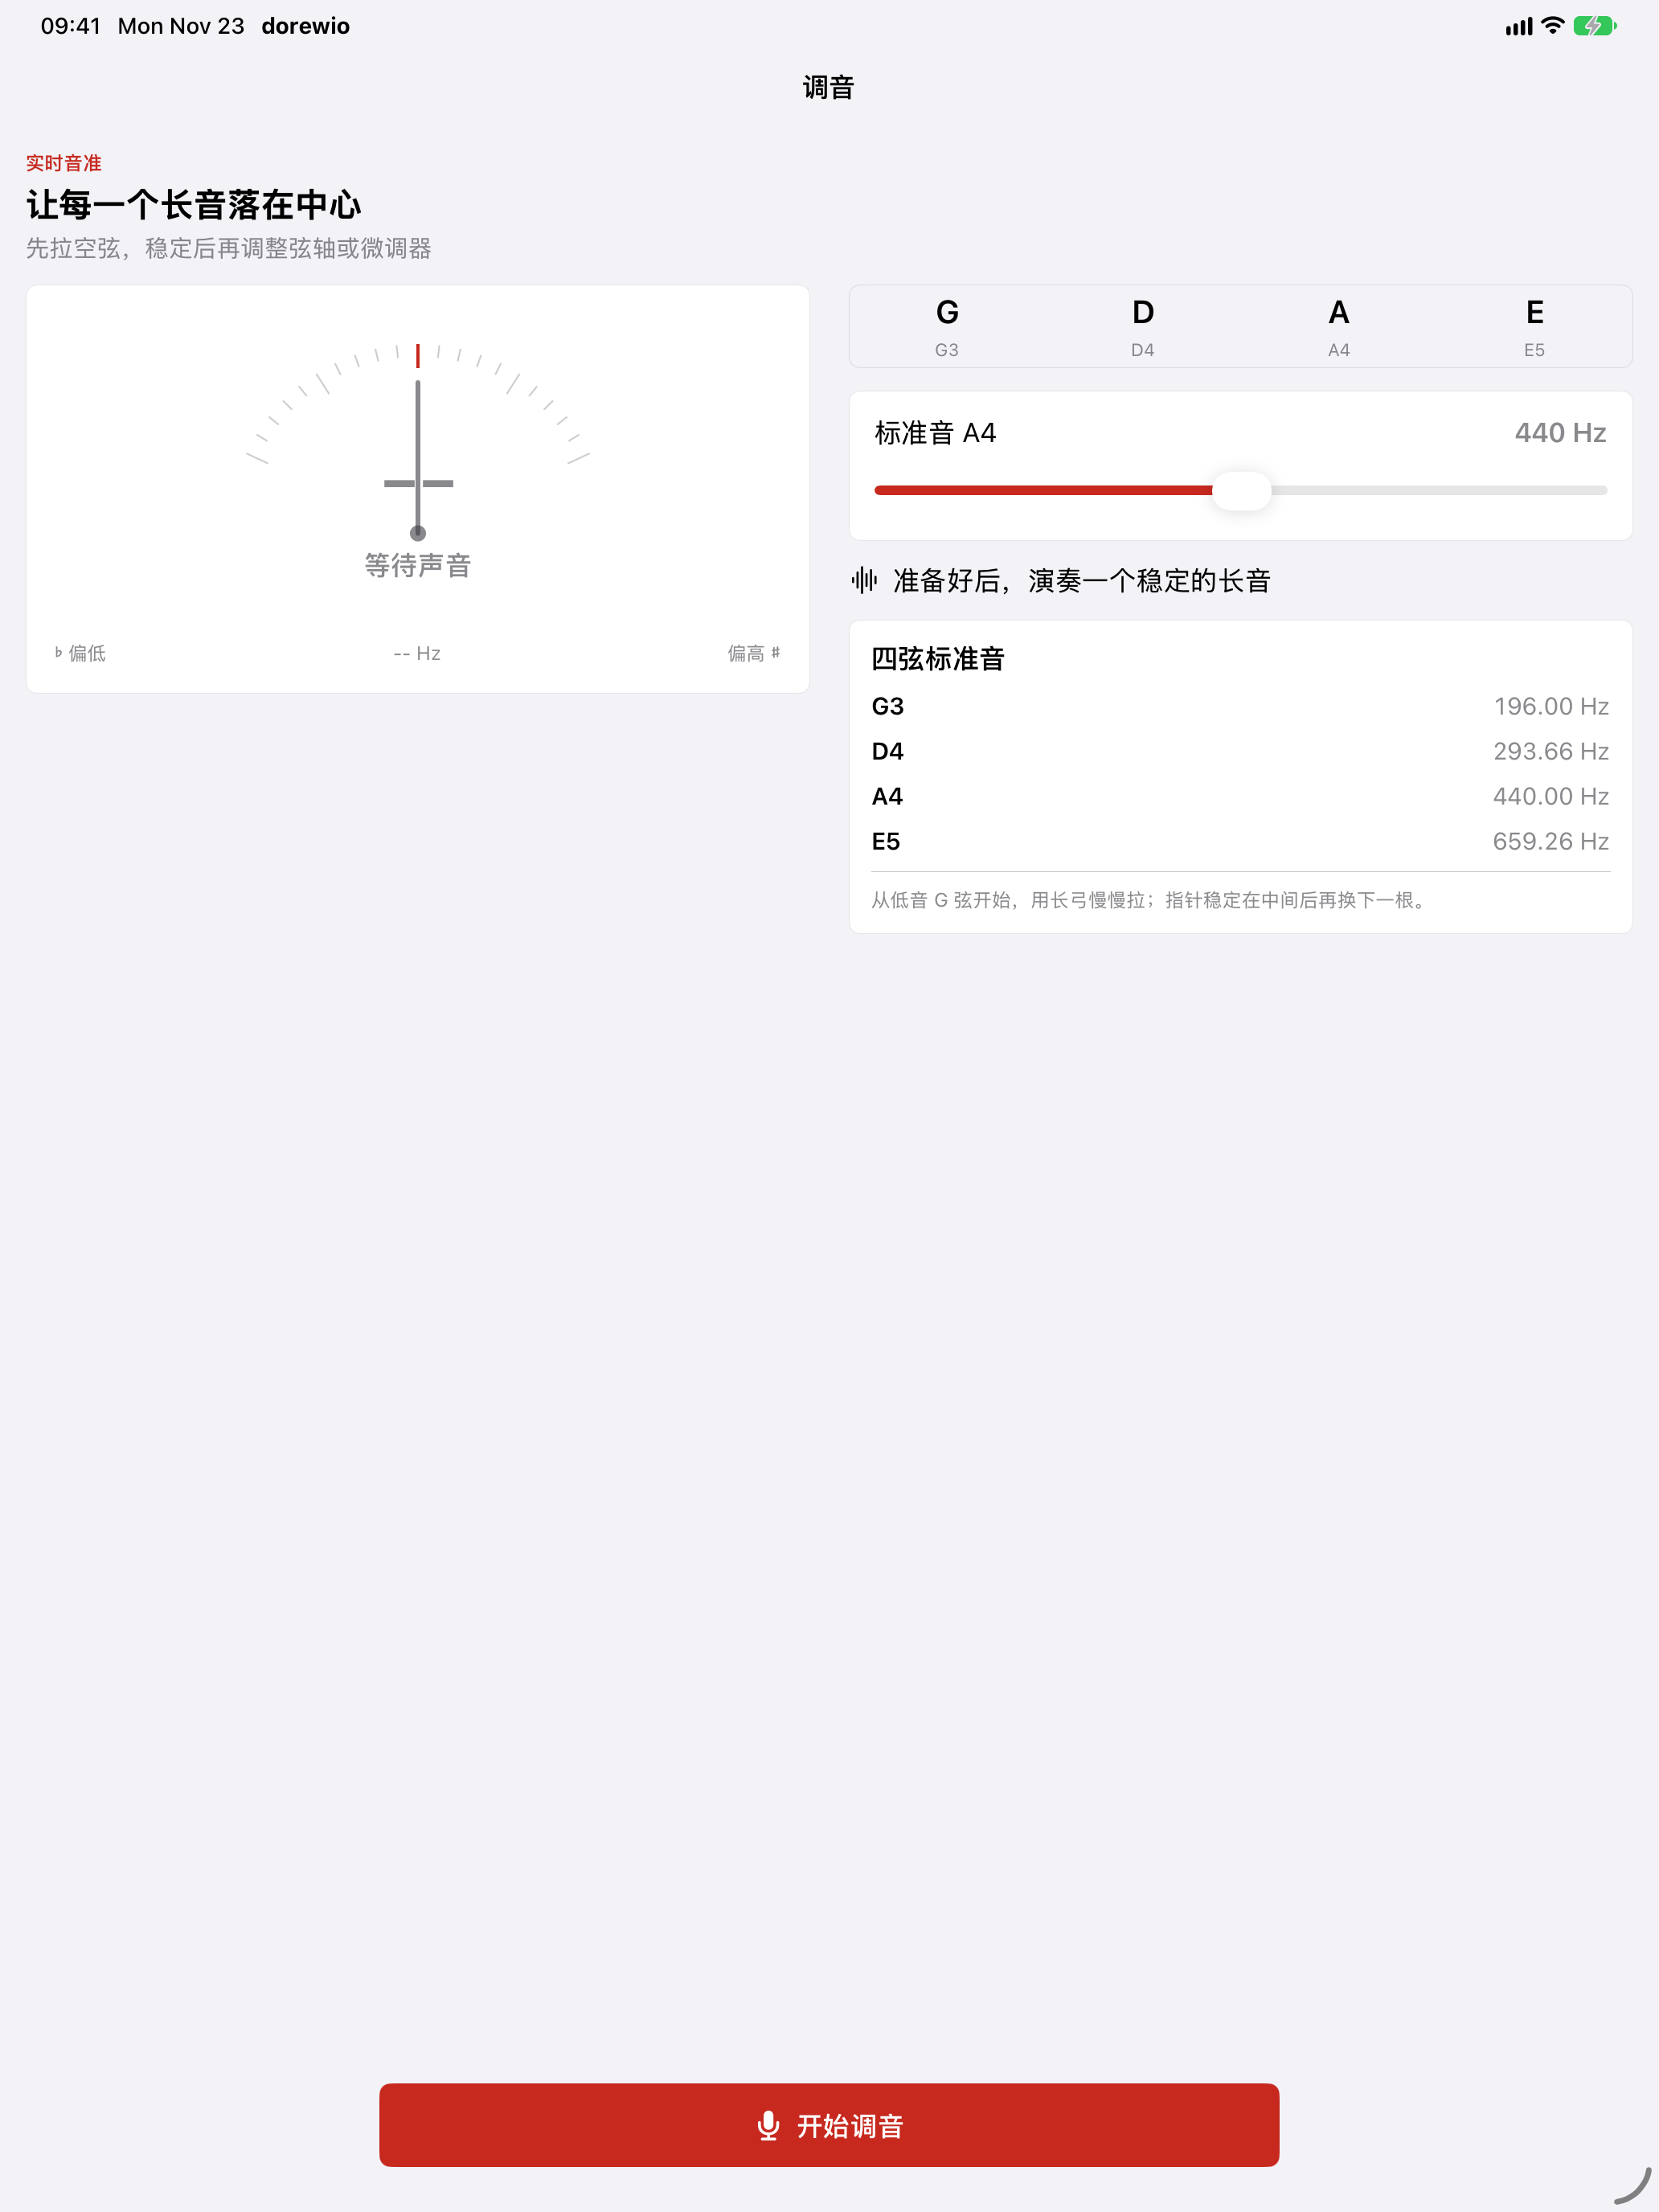 09:41 Mon Nov 23 dorewio
调音
实时音准
让每一个长音落在中心
先拉空弦，稳定后再调整弦轴或微调器
--
等待声音
♭ 偏低 -- Hz 偏高 ♯
G D A E
G3 D4 A4 E5
标准音 A4 440 Hz
准备好后，演奏一个稳定的长音
四弦标准音
G3 196.00 Hz
D4 293.66 Hz
A4 440.00 Hz
E5 659.26 Hz
从低音 G 弦开始，用长弓慢慢拉；指针稳定在中间后再换下一根。
开始调音